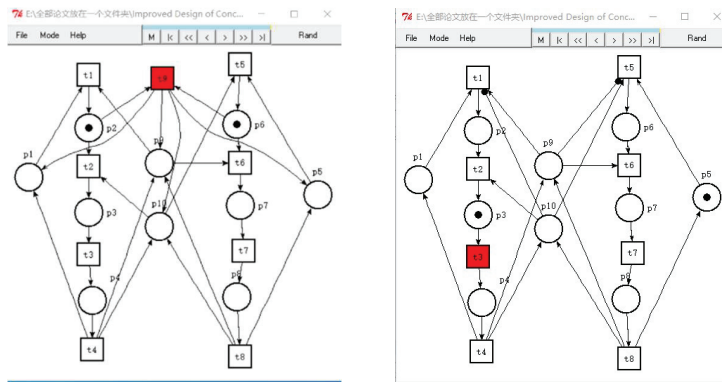 E:\全部论文放在一个文件夹\Improved Design of Conc...
File Mode Help M |< << < > >> >| Rand
t1
t5
p2
p6
p9
p1
t2
t6
p5
p3
p7
p10
t3
t7
p4
p8
t4
t8
E:\全部论文放在一个文件夹\Improved Design of Conc...
File Mode Help M |< << < > >> >| Rand
t5
t1
p2
p6
p9
p1
t2
t6
p5
p3
p7
p10
t3
t7
p4
p8
t4
t8